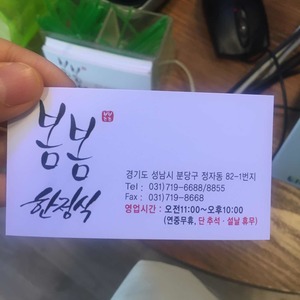 봄봄
한정식
경기도 성남시 분당구 정자동 82-1번지
Tel : 031)719-6688/8855
Fax : 031)719-8668
영업시간 : 오전11:00~오후10:00
(연중무휴, 단 추석·설날 휴무)